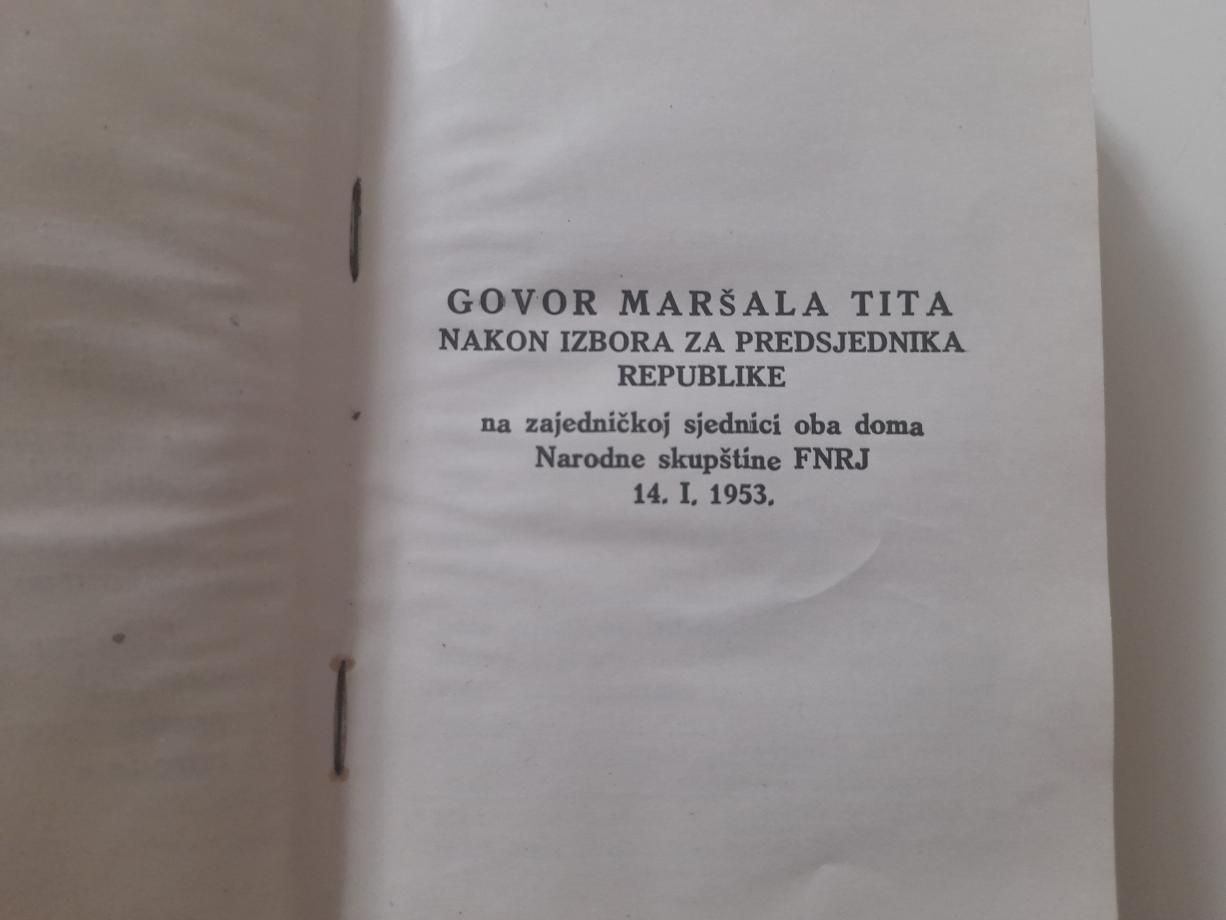 GOVOR MARŠALA TITA
NAKON IZBORA ZA PREDSJEDNIKA
REPUBLIKE
na zajedničkoj sjednici oba doma
Narodne skupštine FNRJ
14. I. 1953.